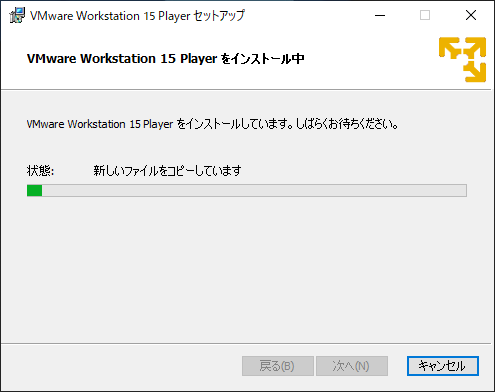 VMware Workstation 15 Player セットアップ
VMware Workstation 15 Player をインストール中
VMware Workstation 15 Player をインストールしています。しばらくお待ちください。
状態: 新しいファイルをコピーしています
戻る(B) 次へ(N) キャンセル